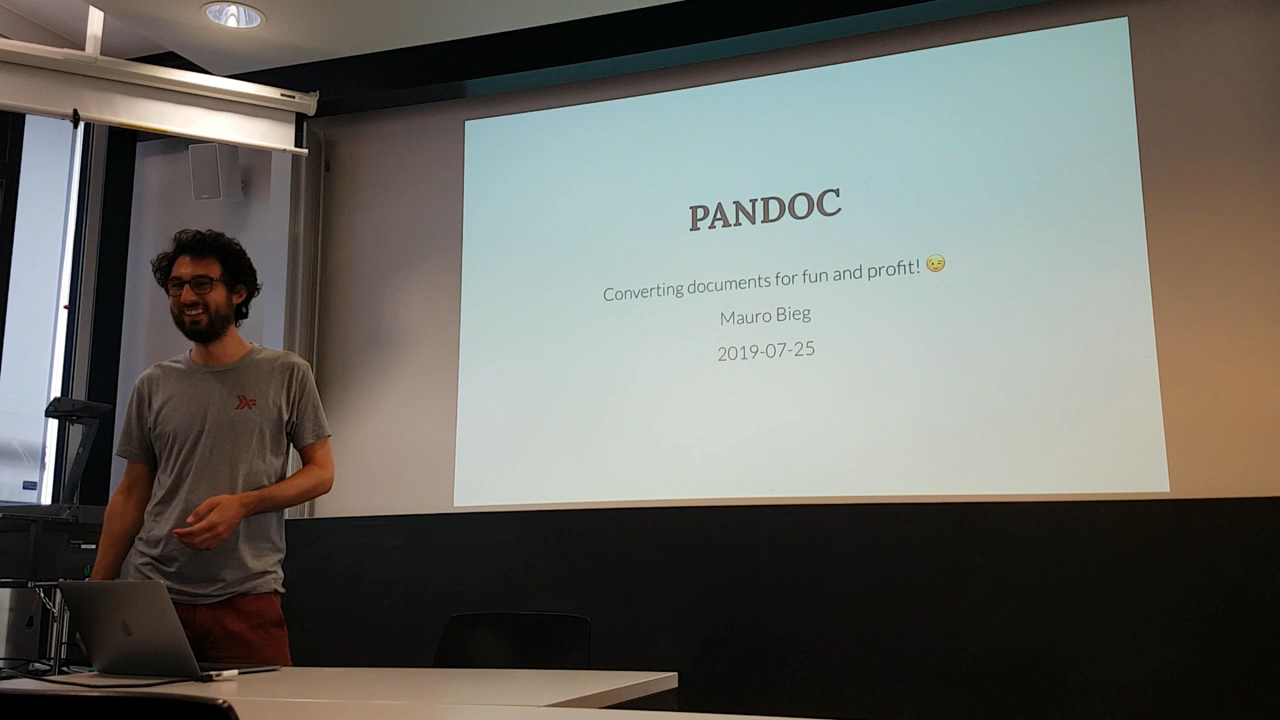 PANDOC
Converting documents for fun and profit! 😉
Mauro Bieg
2019-07-25